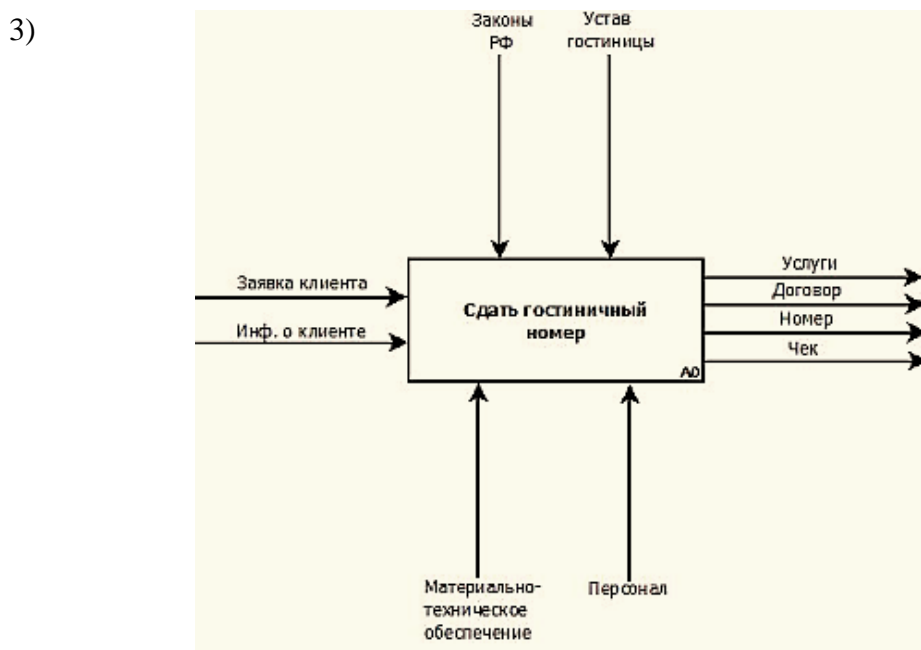 3)
Законы
РФ
Устав
гостиницы
Заявка клиента
Инф. о клиенте
Сдать гостиничный
номер
A0
Услуги
Договор
Номер
Чек
Материально-
техническое
обеспечение
Персонал